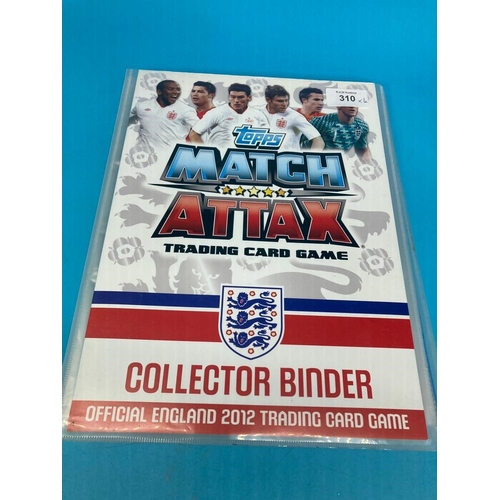 310
topps
MATCH
ATTAX
TRADING CARD GAME
COLLECTOR BINDER
OFFICIAL ENGLAND 2012 TRADING CARD GAME